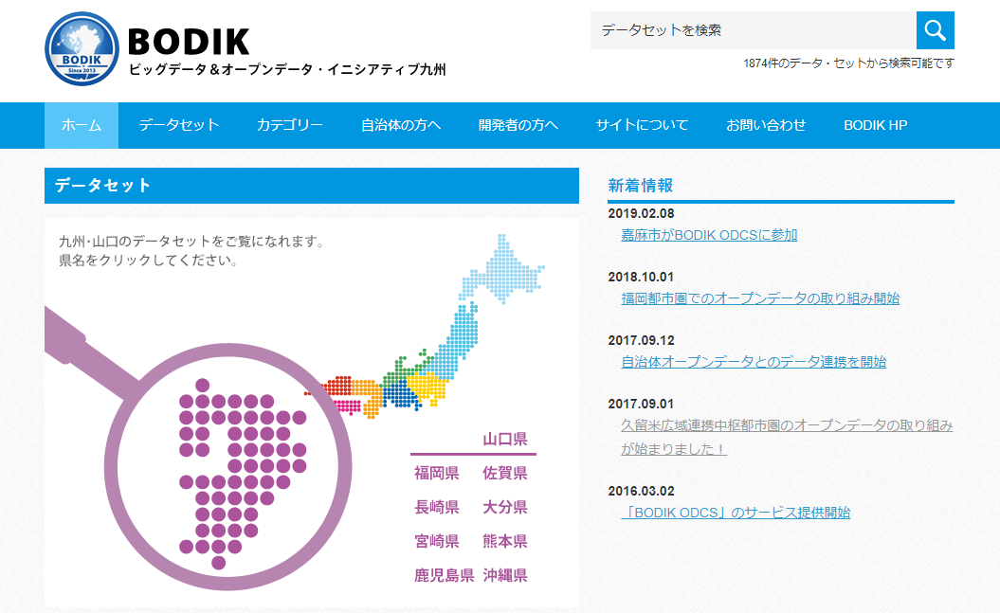 BODIK
Since 2013
BODIK
ビッグデータ＆オープンデータ・イニシアティブ九州
データセットを検索
1874件のデータ・セットから検索可能です
ホーム データセット カテゴリー 自治体の方へ 開発者の方へ サイトについて お問い合わせ BODIK HP
データセット
九州･山口のデータセットをご覧になれます。
県名をクリックしてください。
山口県
福岡県 佐賀県
長崎県 大分県
宮崎県 熊本県
鹿児島県 沖縄県
新着情報
2019.02.08
嘉麻市がBODIK ODCSに参加
2018.10.01
福岡都市圏でのオープンデータの取り組み開始
2017.09.12
自治体オープンデータとのデータ連携を開始
2017.09.01
久留米広域連携中枢都市圏のオープンデータの取り組み
が始まりました！
2016.03.02
「BODIK ODCS」のサービス提供開始